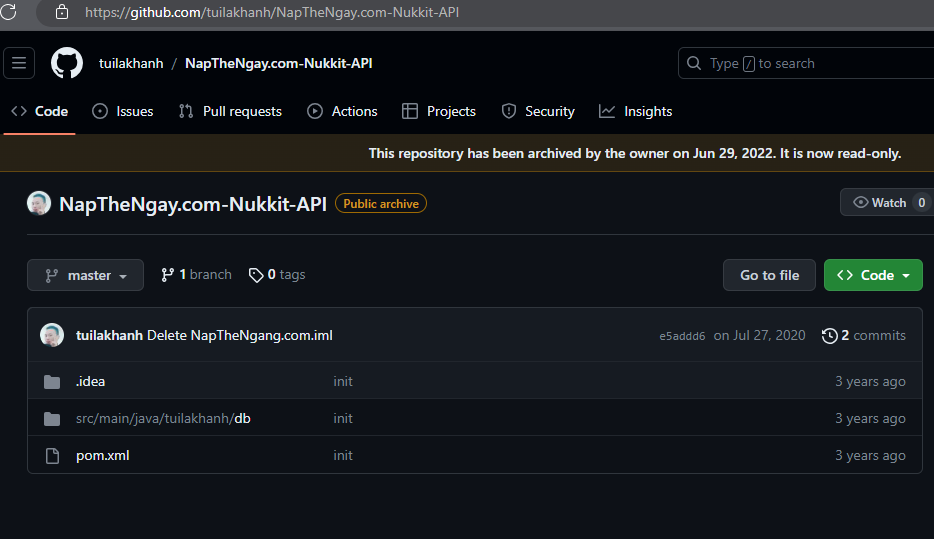 https://github.com/tuilakhanh/NapTheNgay.com-Nukkit-API
tuilakhanh / NapTheNgay.com-Nukkit-API
Type / to search
Code Issues Pull requests Actions Projects Security Insights
This repository has been archived by the owner on Jun 29, 2022. It is now read-only.
NapTheNgay.com-Nukkit-API Public archive Watch 0
master 1 branch 0 tags Go to file Code
tuilakhanh Delete NapTheNgang.com.iml e5addd6 on Jul 27, 2020 2 commits
.idea init 3 years ago
src/main/java/tuilakhanh/db init 3 years ago
pom.xml init 3 years ago